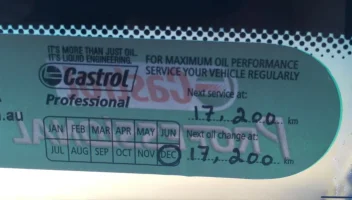 IT'S MORE THAN JUST OIL.
IT'S LIQUID ENGINEERING.
Castrol
Professional
FOR MAXIMUM OIL PERFORMANCE
SERVICE YOUR VEHICLE REGULARLY
Next service at:
17,200 km
.au
JAN FEB MAR APR MAY JUN
JUL AUG SEP OCT NOV DEC
Next oil change at:
17,200 km
Castrol
PROFESSIONAL